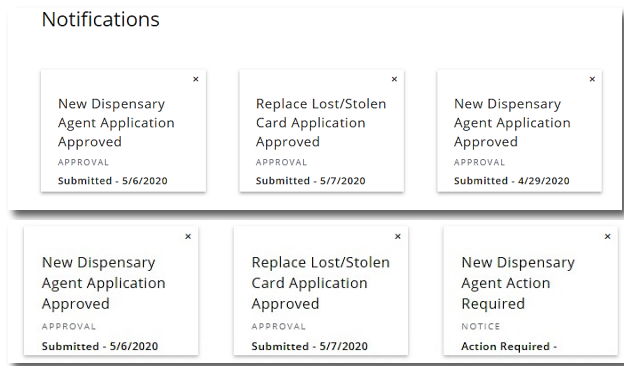 Notifications
× × ×
New Dispensary
Agent Application
Approved
APPROVAL
Submitted - 5/6/2020
Replace Lost/Stolen
Card Application
Approved
APPROVAL
Submitted - 5/7/2020
New Dispensary
Agent Application
Approved
APPROVAL
Submitted - 4/29/2020
× × ×
New Dispensary
Agent Application
Approved
APPROVAL
Submitted - 5/6/2020
Replace Lost/Stolen
Card Application
Approved
APPROVAL
Submitted - 5/7/2020
New Dispensary
Agent Action
Required
NOTICE
Action Required -